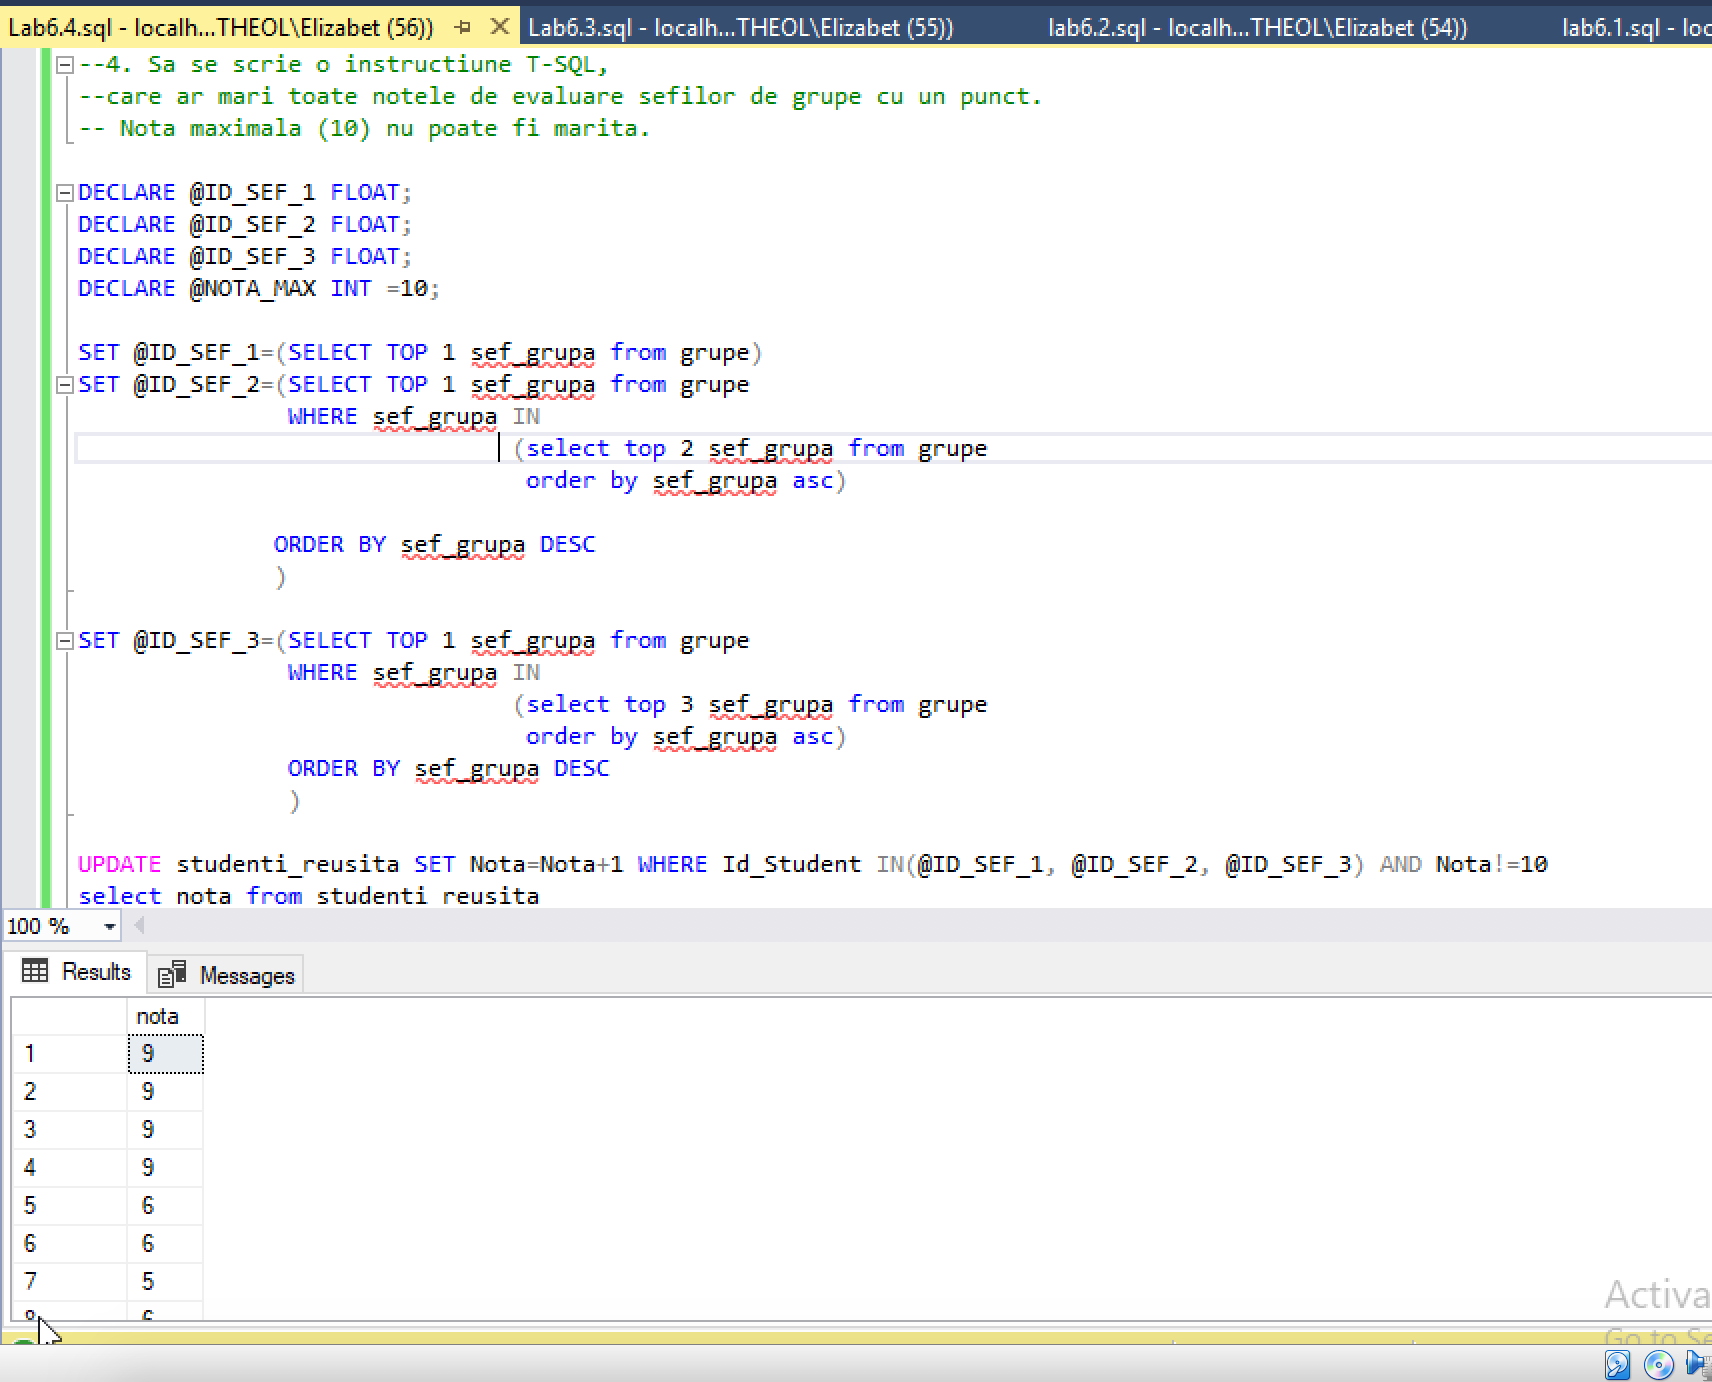 Lab6.4.sql - localh...THEOL\Elizabet (56)) Lab6.3.sql - localh...THEOL\Elizabet (55)) lab6.2.sql - localh...THEOL\Elizabet (54)) lab6.1.sql - loc
--4. Sa se scrie o instructiune T-SQL,
--care ar mari toate notele de evaluare sefilor de grupe cu un punct.
-- Nota maximala (10) nu poate fi marita.
DECLARE @ID_SEF_1 FLOAT;
DECLARE @ID_SEF_2 FLOAT;
DECLARE @ID_SEF_3 FLOAT;
DECLARE @NOTA_MAX INT =10;
SET @ID_SEF_1=(SELECT TOP 1 sef_grupa from grupe)
SET @ID_SEF_2=(SELECT TOP 1 sef_grupa from grupe
WHERE sef_grupa IN
(select top 2 sef_grupa from grupe
order by sef_grupa asc)
ORDER BY sef_grupa DESC
)
SET @ID_SEF_3=(SELECT TOP 1 sef_grupa from grupe
WHERE sef_grupa IN
(select top 3 sef_grupa from grupe
order by sef_grupa asc)
ORDER BY sef_grupa DESC
)
UPDATE studenti_reusita SET Nota=Nota+1 WHERE Id_Student IN(@ID_SEF_1, @ID_SEF_2, @ID_SEF_3) AND Nota!=10
select nota from studenti_reusita
100 %
Results Messages
nota
1 9
2 9
3 9
4 9
5 6
6 6
7 5
Activa
Go to Se